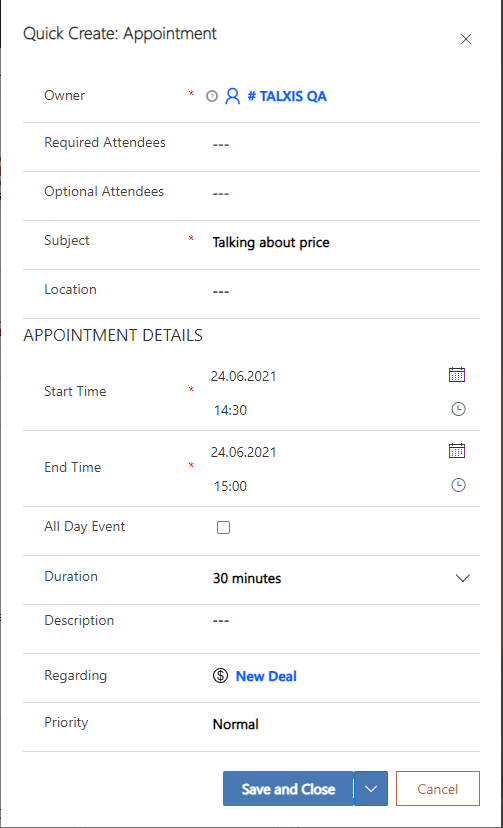 Quick Create: Appointment
Owner * # TALXIS QA
Required Attendees ---
Optional Attendees ---
Subject * Talking about price
Location ---
APPOINTMENT DETAILS
24.06.2021
Start Time *
14:30
24.06.2021
End Time *
15:00
All Day Event
Duration 30 minutes
Description ---
Regarding New Deal
Priority Normal
Save and Close Cancel